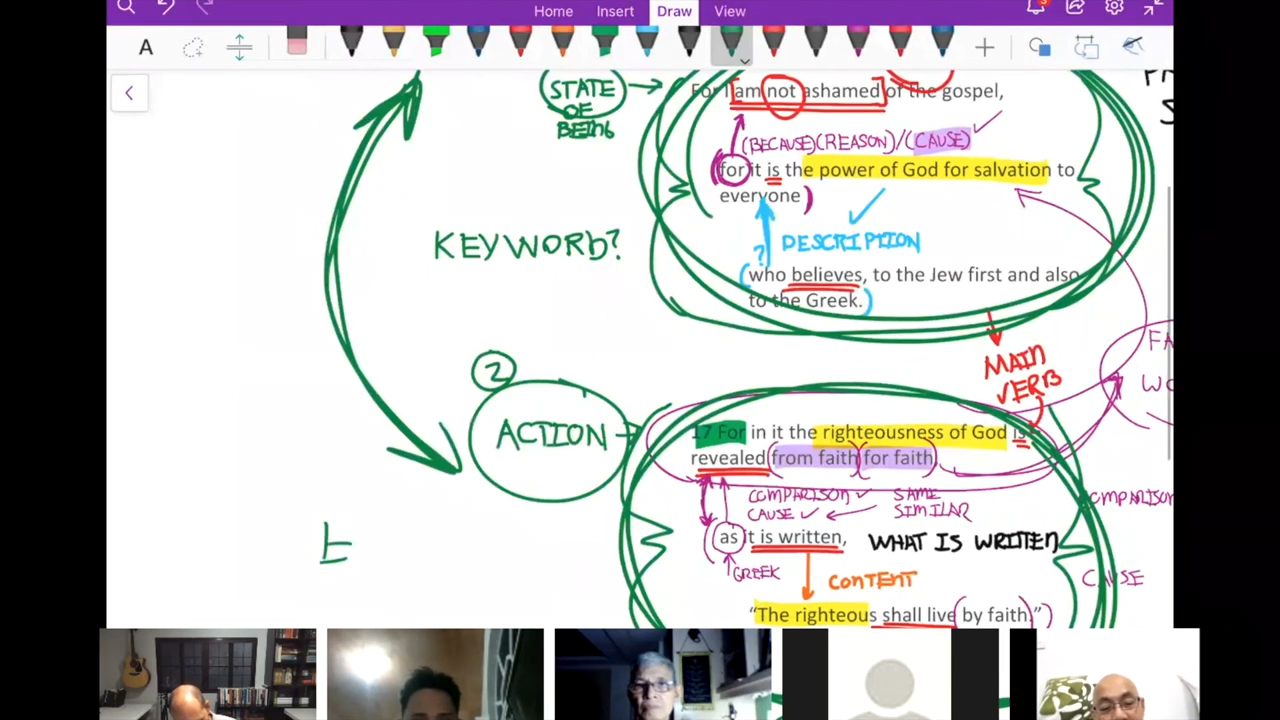 Home Insert Draw View
A
STATE OF BEING
For I am not ashamed of the gospel,
(BECAUSE)(REASON)/(CAUSE)
for it is the power of God for salvation to
everyone)
KEYWORD?
? DESCRIPTION
(who believes, to the Jew first and also
to the Greek.)
MAIN VERB
2
ACTION
17 For in it the righteousness of God is
revealed (from faith)(for faith)
COMPARISON SAME
CAUSE SIMILAR
(as it is written, WHAT IS WRITTEN
GREEK
CONTENT
CAUSE
“The righteous shall live (by faith.”)